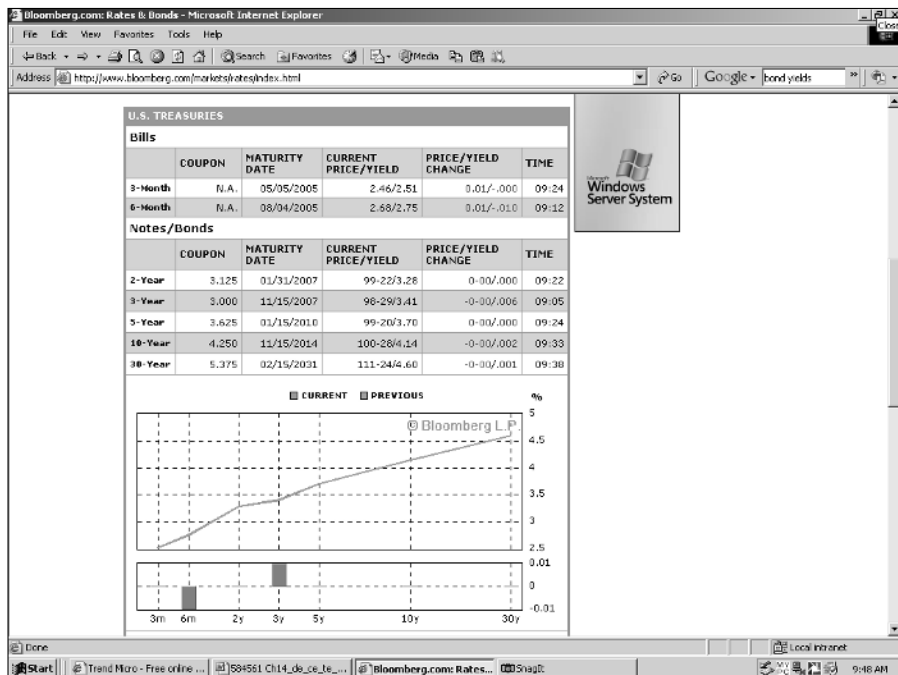 Bloomberg.com: Rates & Bonds - Microsoft Internet Explorer
Close
File Edit View Favorites Tools Help
Back Search Favorites Media
Address http://www.bloomberg.com/markets/rates/index.html Go Google bond yields »
U.S. TREASURIES
Bills
COUPON MATURITY DATE CURRENT PRICE/YIELD PRICE/YIELD CHANGE TIME
3-Month N.A. 05/05/2005 2.46/2.51 0.01/-.000 09:24
6-Month N.A. 08/04/2005 2.68/2.75 0.01/-.010 09:12
Notes/Bonds
COUPON MATURITY DATE CURRENT PRICE/YIELD PRICE/YIELD CHANGE TIME
2-Year 3.125 01/31/2007 99-22/3.28 0-00/.000 09:22
3-Year 3.000 11/15/2007 98-29/3.41 -0-00/.006 09:05
5-Year 3.625 01/15/2010 99-20/3.70 0-00/.000 09:24
10-Year 4.250 11/15/2014 100-28/4.14 -0-00/.002 09:33
30-Year 5.375 02/15/2031 111-24/4.60 -0-00/.001 09:38
Microsoft
Windows
Server System
CURRENT PREVIOUS %
© Bloomberg L.P.
5
4.5
4
3.5
3
2.5
0.01
0
-0.01
3m 6m 2y 3y 5y 10y 30y
Done Local intranet
Start Trend Micro - Free online ... 584561 Ch14_de_ce_te_... Bloomberg.com: Rates... SnagIt 9:48 AM